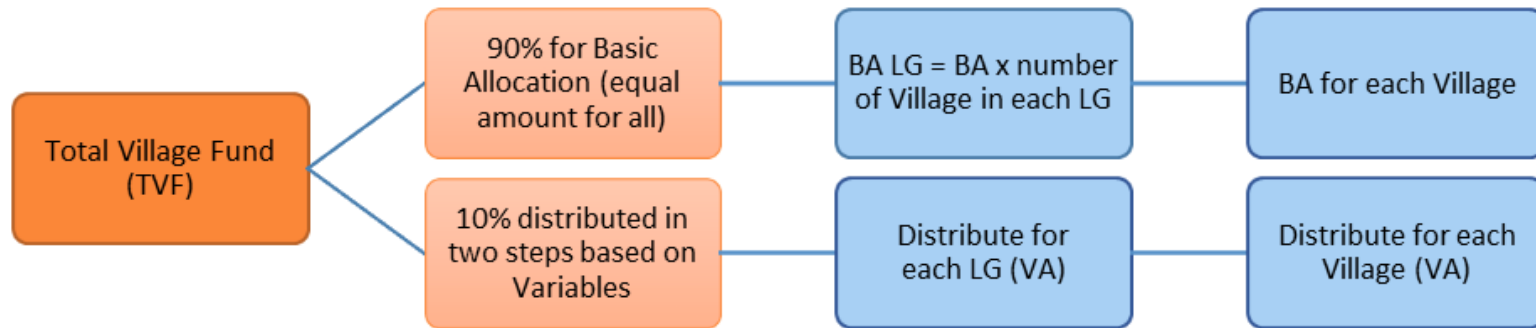 Total Village Fund
(TVF)
90% for Basic
Allocation (equal
amount for all)
BA LG = BA x number
of Village in each LG
BA for each Village
10% distributed in
two steps based on
Variables
Distribute for
each LG (VA)
Distribute for each
Village (VA)